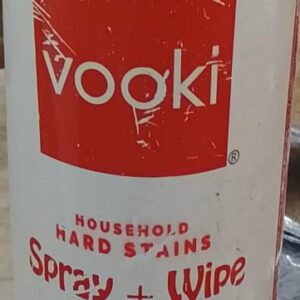 vooki
®
HOUSEHOLD
HARD STAINS
Spray + Wipe